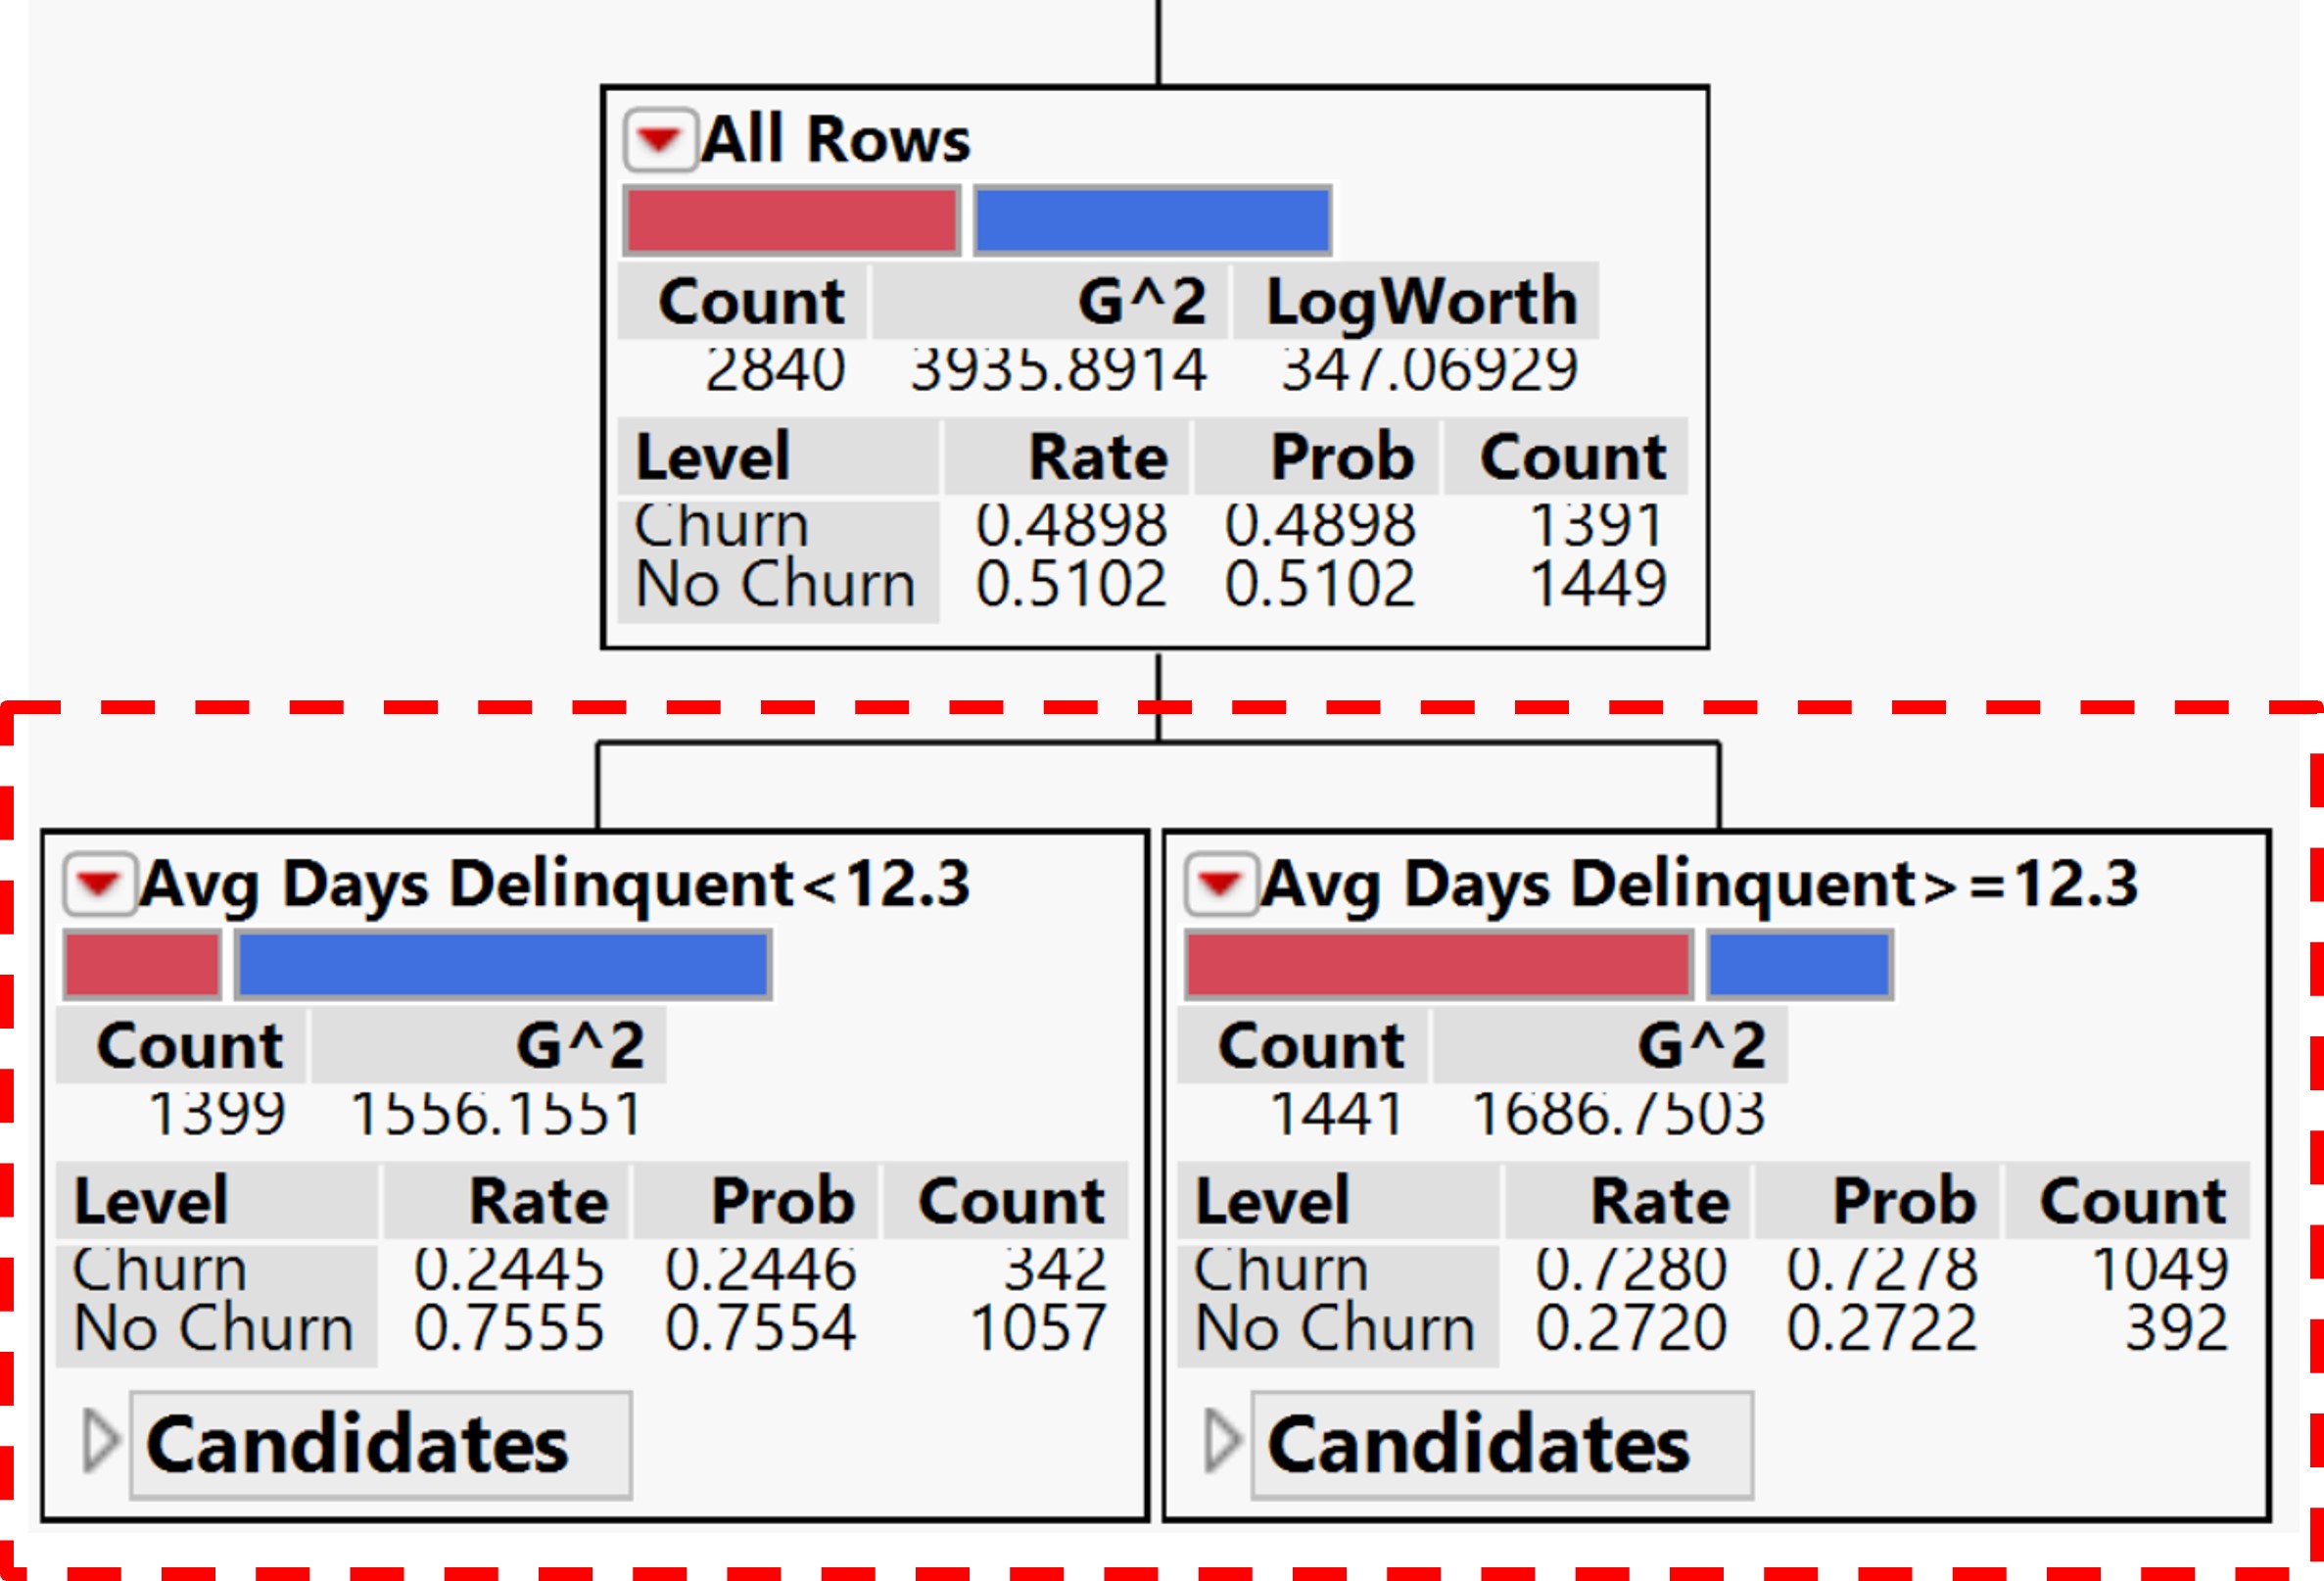 All Rows
Count G^2 LogWorth
2840 3935.8914 347.06929
Level Rate Prob Count
Churn 0.4898 0.4898 1391
No Churn 0.5102 0.5102 1449
Avg Days Delinquent<12.3
Count G^2
1399 1556.1551
Level Rate Prob Count
Churn 0.2445 0.2446 342
No Churn 0.7555 0.7554 1057
Candidates
Avg Days Delinquent>=12.3
Count G^2
1441 1686.7503
Level Rate Prob Count
Churn 0.7280 0.7278 1049
No Churn 0.2720 0.2722 392
Candidates